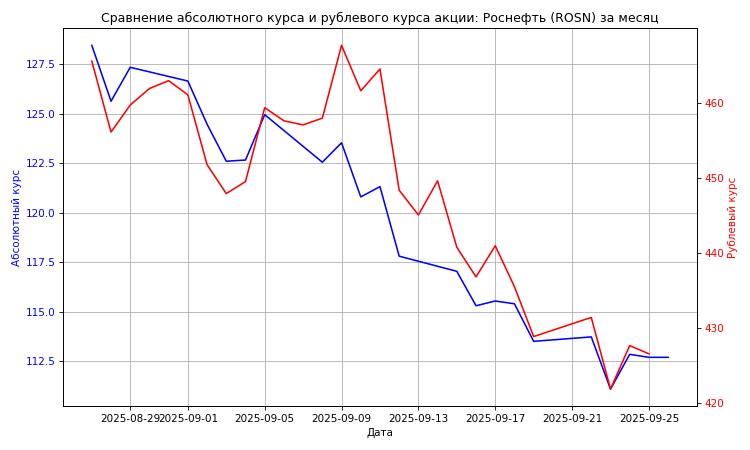 Сравнение абсолютного курса и рублевого курса акции: Роснефть (ROSN) за месяц
127.5
125.0
122.5
120.0
117.5
115.0
112.5
Абсолютный курс
460
450
440
430
420
Рублевый курс
2025-08-29 2025-09-01 2025-09-05 2025-09-09 2025-09-13 2025-09-17 2025-09-21 2025-09-25
Дата